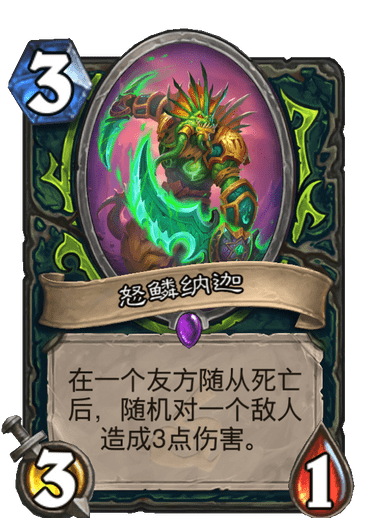 3
怒鳞纳迦
在一个友方随从死亡
后，随机对一个敌人
造成3点伤害。
3
1